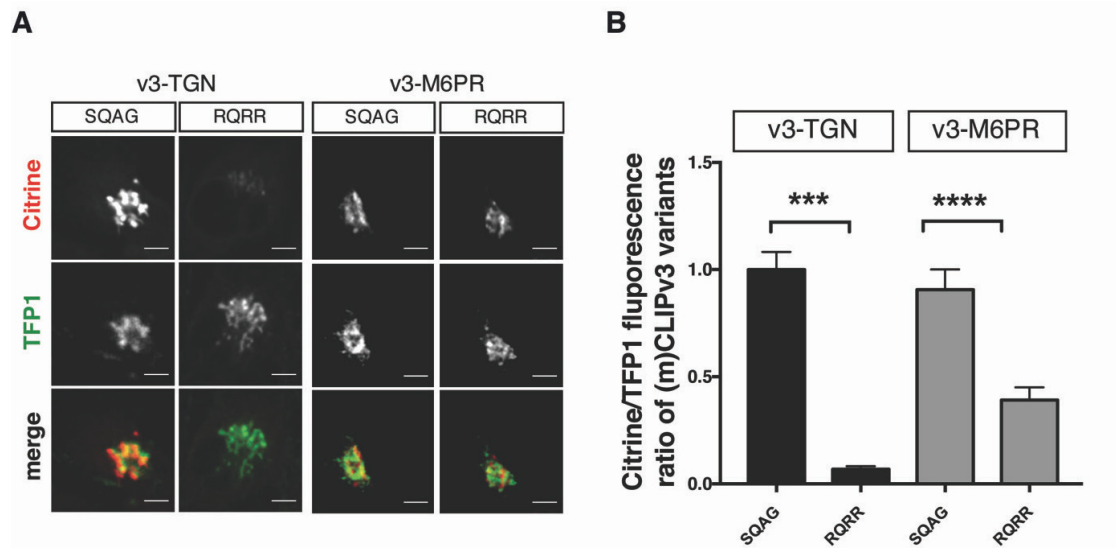 A
v3-TGN
v3-M6PR
SQAG
RQRR
SQAG
RQRR
Citrine
TFP1
merge
B
v3-TGN
v3-M6PR
Citrine/TFP1 fluporescence
ratio of (m)CLIPv3 variants
1.5
1.0
0.5
0.0
***
****
SQAG
RQRR
SQAG
RQRR